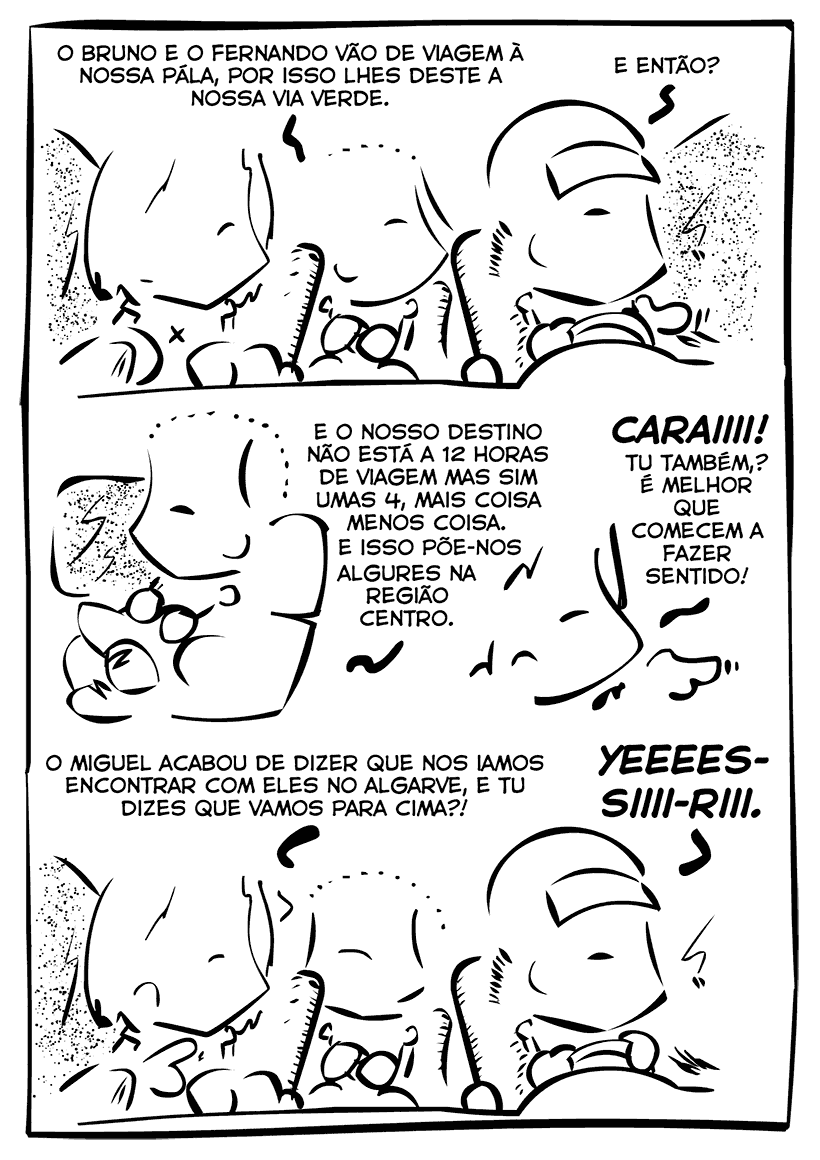 O BRUNO E O FERNANDO VÃO DE VIAGEM À
NOSSA PÁLA, POR ISSO LHES DESTE A
NOSSA VIA VERDE.
E ENTÃO?
E O NOSSO DESTINO
NÃO ESTÁ A 12 HORAS
DE VIAGEM MAS SIM
UMAS 4, MAIS COISA
MENOS COISA.
E ISSO PÕE-NOS
ALGURES NA
REGIÃO
CENTRO.
CARAIIII!
TU TAMBÉM,?
É MELHOR
QUE
COMECEM A
FAZER
SENTIDO!
O MIGUEL ACABOU DE DIZER QUE NOS IAMOS
ENCONTRAR COM ELES NO ALGARVE, E TU
DIZES QUE VAMOS PARA CIMA?!
YEEEES-
SIIII-RIII.